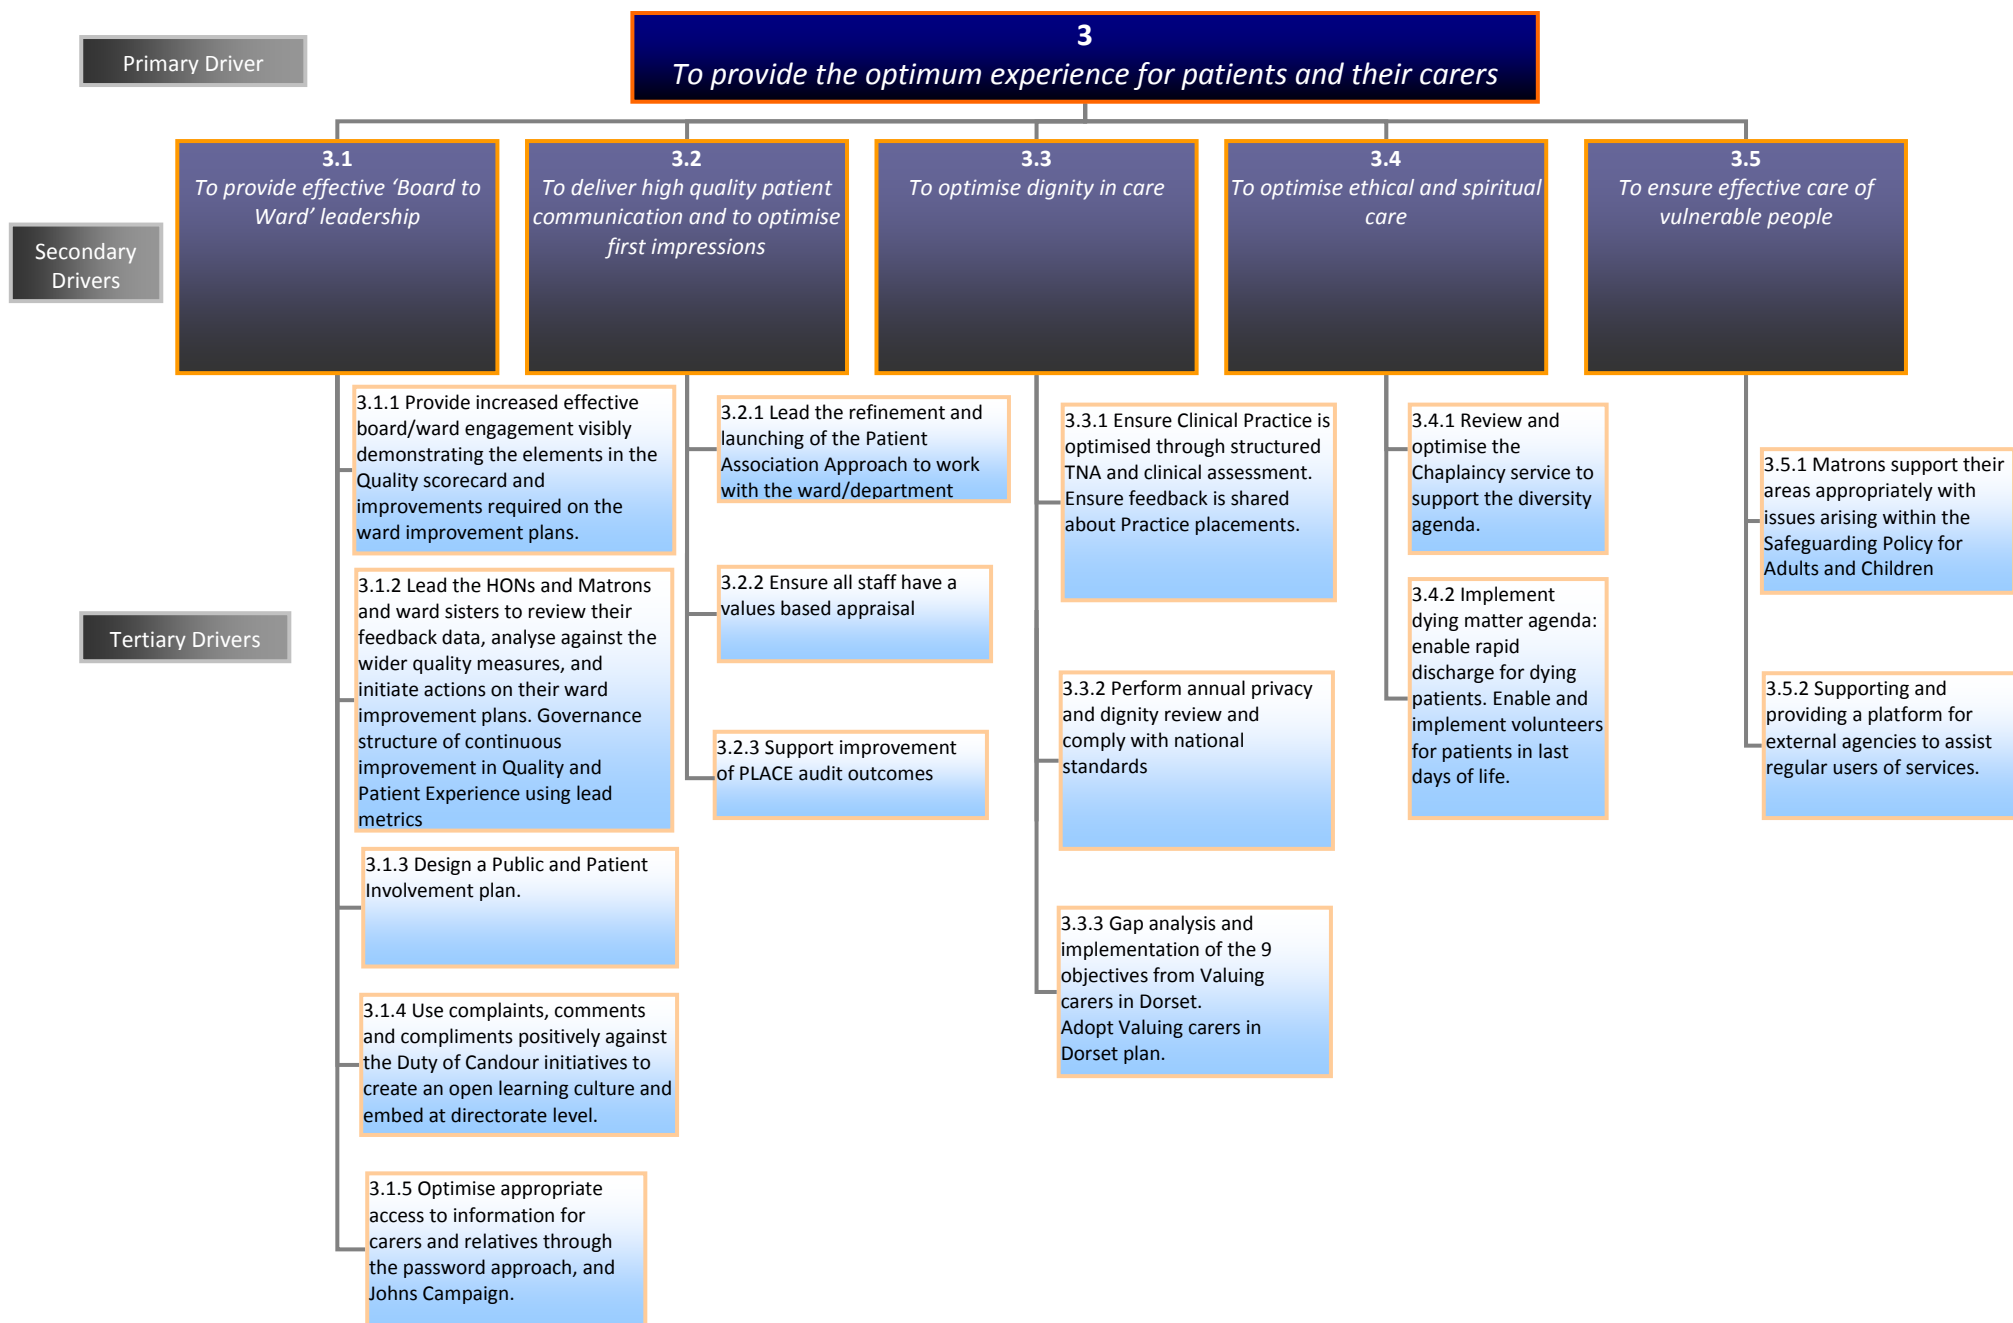 Primary Driver
3
To provide the optimum experience for patients and their carers
Secondary
Drivers
3.1
To provide effective ‘Board to
Ward’ leadership
3.2
To deliver high quality patient
communication and to optimise
first impressions
3.3
To optimise dignity in care
3.4
To optimise ethical and spiritual
care
3.5
To ensure effective care of
vulnerable people
Tertiary Drivers
3.1.1 Provide increased effective
board/ward engagement visibly
demonstrating the elements in the
Quality scorecard and
improvements required on the
ward improvement plans.
3.1.2 Lead the HONs and Matrons
and ward sisters to review their
feedback data, analyse against the
wider quality measures, and
initiate actions on their ward
improvement plans. Governance
structure of continuous
improvement in Quality and
Patient Experience using lead
metrics
3.1.3 Design a Public and Patient
Involvement plan.
3.1.4 Use complaints, comments
and compliments positively against
the Duty of Candour initiatives to
create an open learning culture and
embed at directorate level.
3.1.5 Optimise appropriate
access to information for
carers and relatives through
the password approach, and
Johns Campaign.
3.2.1 Lead the refinement and
launching of the Patient
Association Approach to work
with the ward/department
3.2.2 Ensure all staff have a
values based appraisal
3.2.3 Support improvement
of PLACE audit outcomes
3.3.1 Ensure Clinical Practice is
optimised through structured
TNA and clinical assessment.
Ensure feedback is shared
about Practice placements.
3.3.2 Perform annual privacy
and dignity review and
comply with national
standards
3.3.3 Gap analysis and
implementation of the 9
objectives from Valuing
carers in Dorset.
Adopt Valuing carers in
Dorset plan.
3.4.1 Review and
optimise the
Chaplaincy service to
support the diversity
agenda.
3.4.2 Implement
dying matter agenda:
enable rapid
discharge for dying
patients. Enable and
implement volunteers
for patients in last
days of life.
3.5.1 Matrons support their
areas appropriately with
issues arising within the
Safeguarding Policy for
Adults and Children
3.5.2 Supporting and
providing a platform for
external agencies to assist
regular users of services.